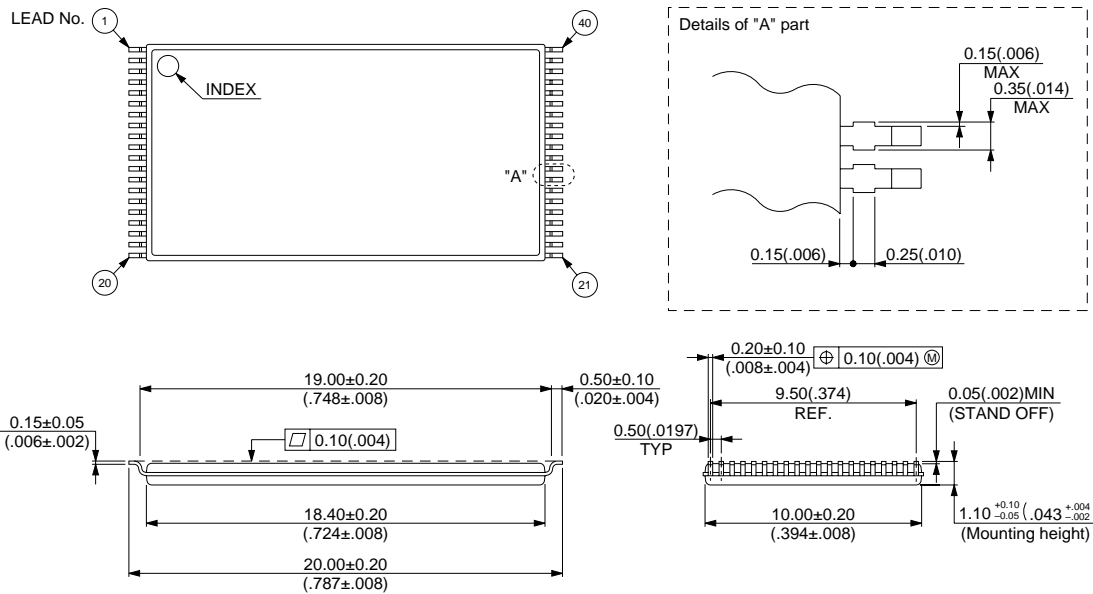 LEAD No. 1
40
INDEX
"A"
20
21
Details of "A" part
0.15(.006)
MAX
0.35(.014)
MAX
0.15(.006)
0.25(.010)
19.00±0.20
(.748±.008)
0.50±0.10
(.020±.004)
0.15±0.05
(.006±.002)
0.10(.004)
18.40±0.20
(.724±.008)
20.00±0.20
(.787±.008)
0.20±0.10
(.008±.004)
⌖ 0.10(.004) Ⓜ
9.50(.374)
REF.
0.05(.002)MIN
(STAND OFF)
0.50(.0197)
TYP
10.00±0.20
(.394±.008)
1.10 +0.10 −0.05 (.043 +.004 −.002
(Mounting height)